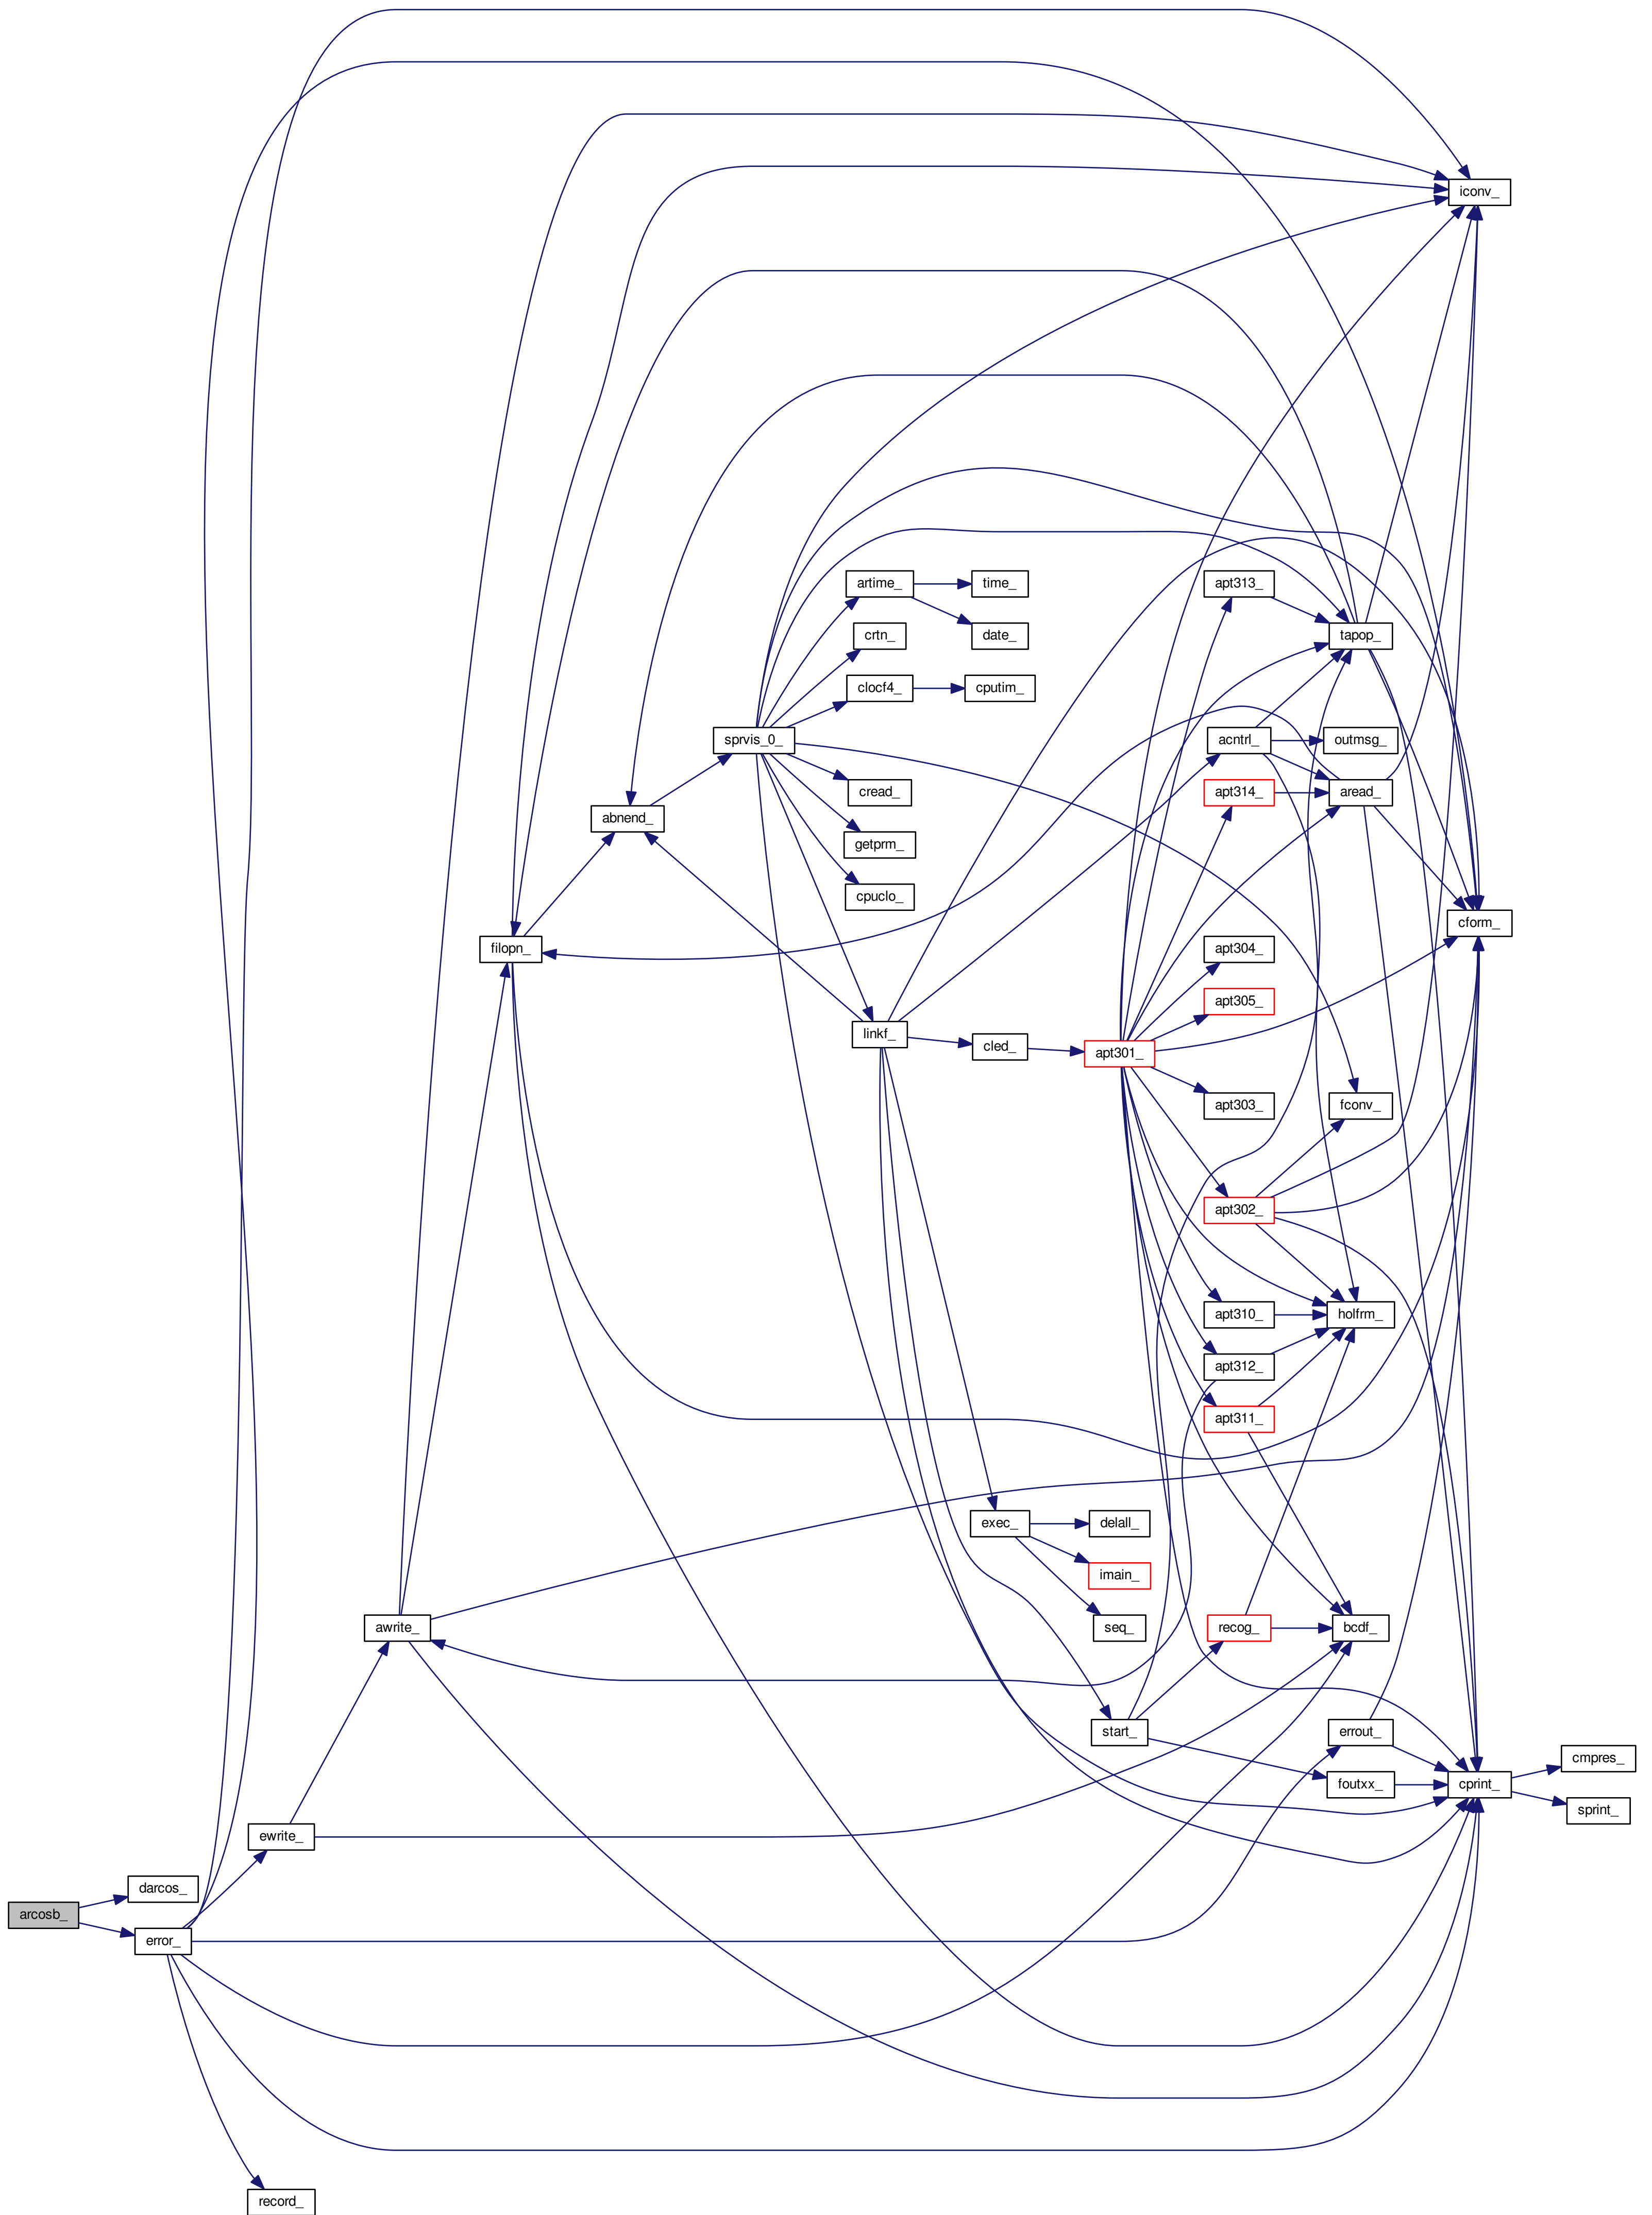 iconv_
artime_
time_
apt313_
crtn_
date_
tapop_
clocf4_
cputim_
sprvis_0_
acntrl_
outmsg_
cread_
apt314_
aread_
abnend_
getprm_
cpuclo_
cform_
filopn_
apt304_
apt305_
linkf_
cled_
apt301_
apt303_
fconv_
apt302_
apt310_
holfrm_
apt312_
apt311_
exec_
delall_
imain_
awrite_
seq_
recog_
bcdf_
start_
errout_
cmpres_
foutxx_
cprint_
sprint_
ewrite_
darcos_
arcosb_
error_
record_